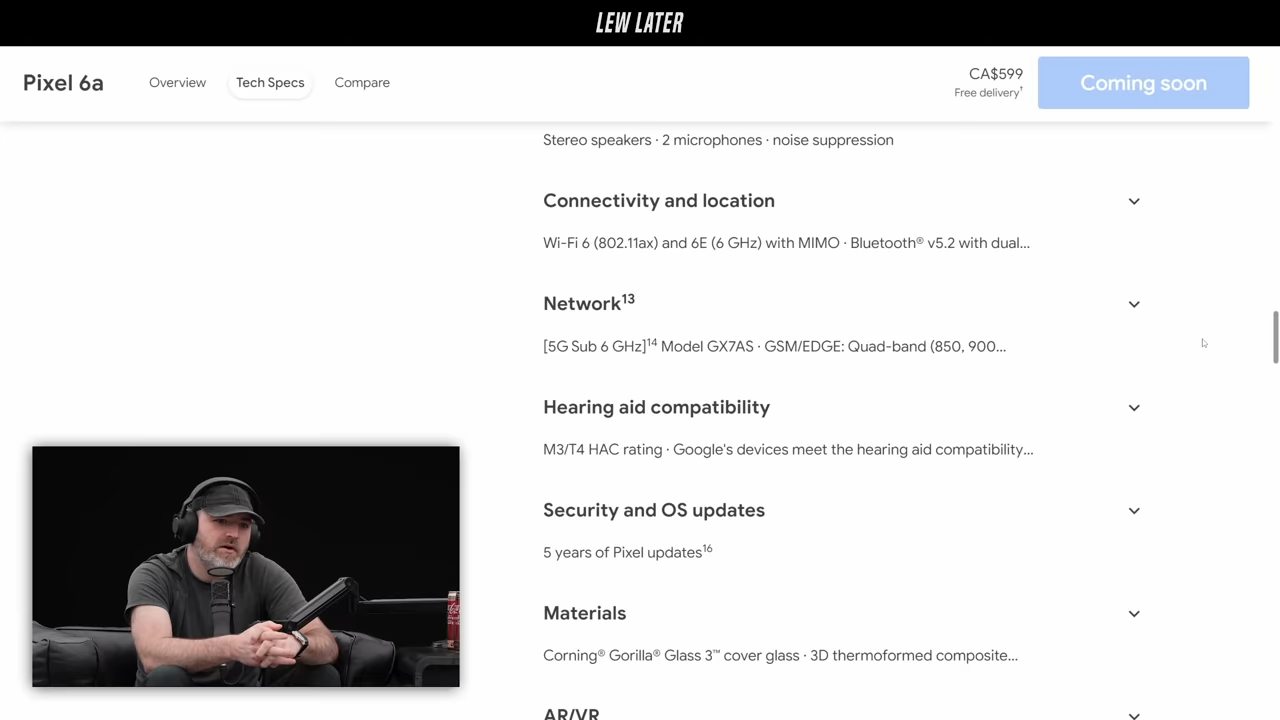 LEW LATER
Pixel 6a
Overview
Tech Specs
Compare
CA$599
Free delivery†
Coming soon
Stereo speakers · 2 microphones · noise suppression
Connectivity and location
Wi-Fi 6 (802.11ax) and 6E (6 GHz) with MIMO · Bluetooth® v5.2 with dual...
Network13
[5G Sub 6 GHz]14 Model GX7AS · GSM/EDGE: Quad-band (850, 900...
Hearing aid compatibility
M3/T4 HAC rating · Google's devices meet the hearing aid compatibility...
Security and OS updates
5 years of Pixel updates16
Materials
Corning® Gorilla® Glass 3™ cover glass · 3D thermoformed composite...
AR/VR